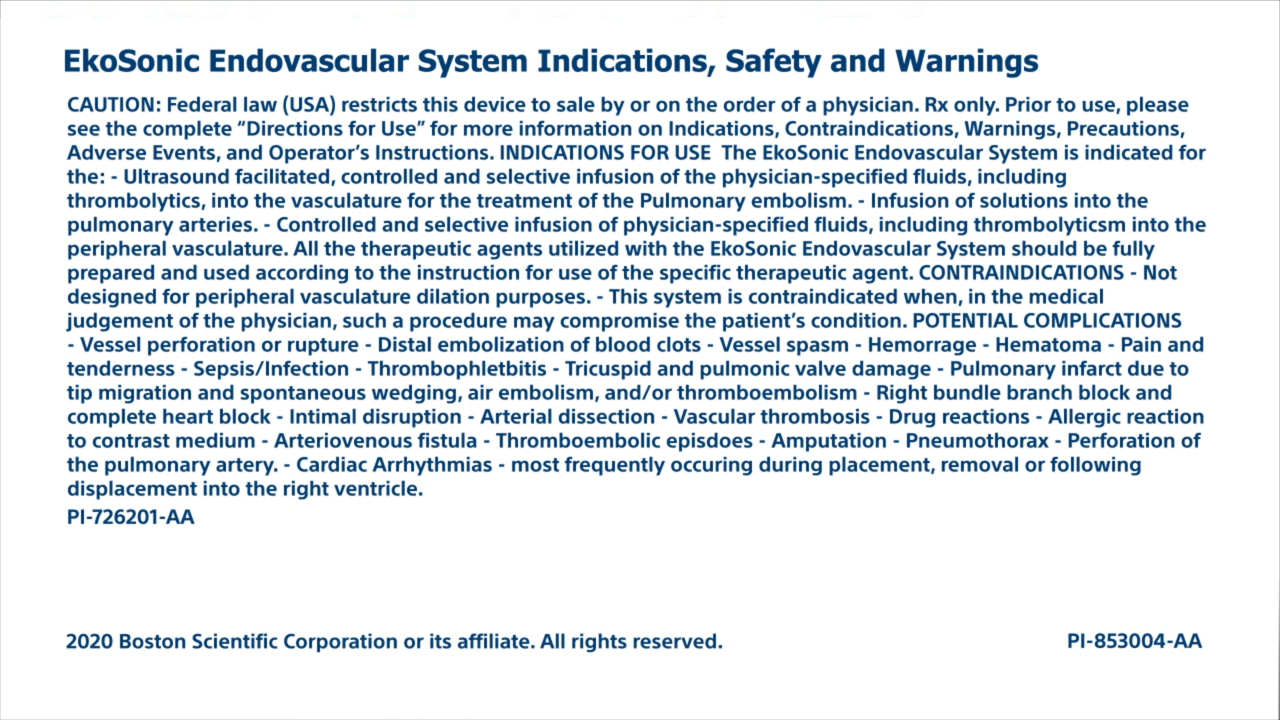 EkoSonic Endovascular System Indications, Safety and Warnings
CAUTION: Federal law (USA) restricts this device to sale by or on the order of a physician. Rx only. Prior to use, please
see the complete “Directions for Use” for more information on Indications, Contraindications, Warnings, Precautions,
Adverse Events, and Operator’s Instructions. INDICATIONS FOR USE  The EkoSonic Endovascular System is indicated for
the: - Ultrasound facilitated, controlled and selective infusion of the physician-specified fluids, including
thrombolytics, into the vasculature for the treatment of the Pulmonary embolism. - Infusion of solutions into the
pulmonary arteries. - Controlled and selective infusion of physician-specified fluids, including thrombolyticsm into the
peripheral vasculature. All the therapeutic agents utilized with the EkoSonic Endovascular System should be fully
prepared and used according to the instruction for use of the specific therapeutic agent. CONTRAINDICATIONS - Not
designed for peripheral vasculature dilation purposes. - This system is contraindicated when, in the medical
judgement of the physician, such a procedure may compromise the patient’s condition. POTENTIAL COMPLICATIONS
- Vessel perforation or rupture - Distal embolization of blood clots - Vessel spasm - Hemorrage - Hematoma - Pain and
tenderness - Sepsis/Infection - Thrombophletbitis - Tricuspid and pulmonic valve damage - Pulmonary infarct due to
tip migration and spontaneous wedging, air embolism, and/or thromboembolism - Right bundle branch block and
complete heart block - Intimal disruption - Arterial dissection - Vascular thrombosis - Drug reactions - Allergic reaction
to contrast medium - Arteriovenous fistula - Thromboembolic episdoes - Amputation - Pneumothorax - Perforation of
the pulmonary artery. - Cardiac Arrhythmias - most frequently occuring during placement, removal or following
displacement into the right ventricle.
PI-726201-AA
2020 Boston Scientific Corporation or its affiliate. All rights reserved.
PI-853004-AA